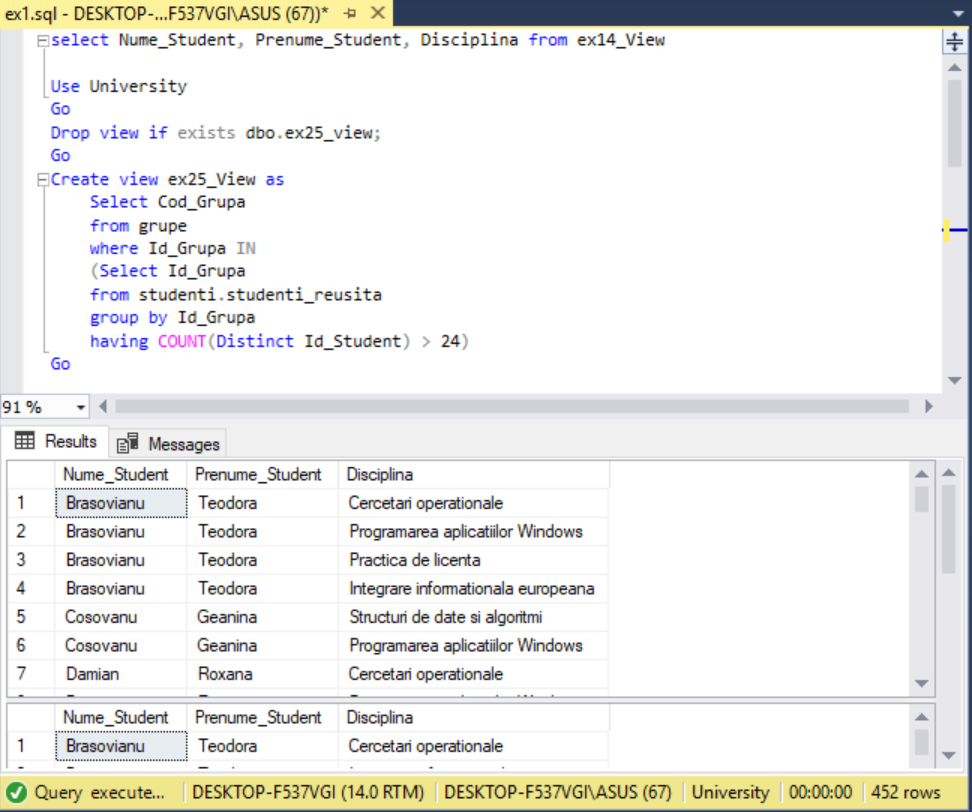 ex1.sql - DESKTOP-...F537VGI\ASUS (67))*
select Nume_Student, Prenume_Student, Disciplina from ex14_View
Use University
Go
Drop view if exists dbo.ex25_view;
Go
Create view ex25_View as
Select Cod_Grupa
from grupe
where Id_Grupa IN
(Select Id_Grupa
from studenti.studenti_reusita
group by Id_Grupa
having COUNT(Distinct Id_Student) > 24)
Go
91 %
Results Messages
Nume_Student Prenume_Student Disciplina
1 Brasovianu Teodora Cercetari operationale
2 Brasovianu Teodora Programarea aplicatiilor Windows
3 Brasovianu Teodora Practica de licenta
4 Brasovianu Teodora Integrare informationala europeana
5 Cosovanu Geanina Structuri de date si algoritmi
6 Cosovanu Geanina Programarea aplicatiilor Windows
7 Damian Roxana Cercetari operationale
Nume_Student Prenume_Student Disciplina
1 Brasovianu Teodora Cercetari operationale
Query execute... DESKTOP-F537VGI (14.0 RTM) DESKTOP-F537VGI\ASUS (67) University 00:00:00 452 rows